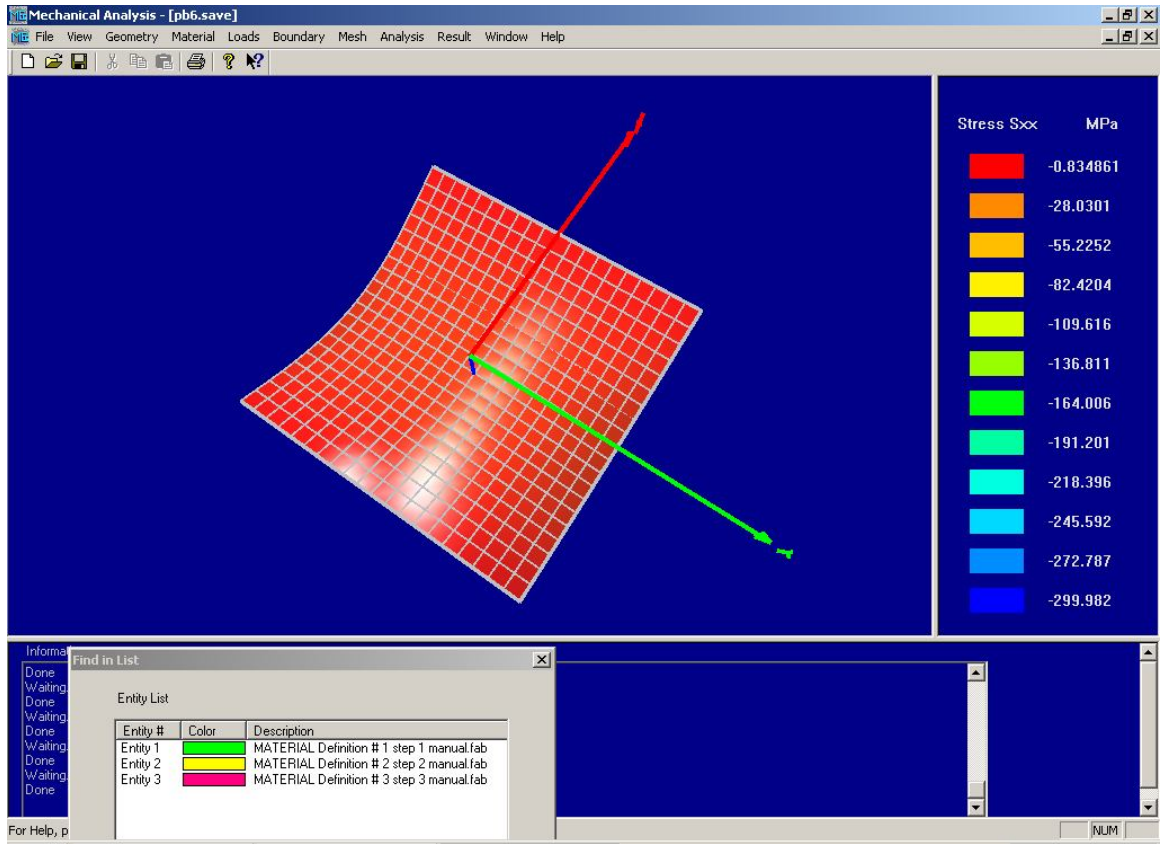 Mechanical Analysis - [pb6.save]
File View Geometry Material Loads Boundary Mesh Analysis Result Window Help
Stress Sxx MPa
-0.834861
-28.0301
-55.2252
-82.4204
-109.616
-136.811
-164.006
-191.201
-218.396
-245.592
-272.787
-299.982
Informa
Done
Waiting.
Done
Waiting.
Done
Waiting.
Done
Waiting.
Done
Find in List
Entity List
Entity # Color Description
Entity 1 MATERIAL Definition # 1 step 1 manual.fab
Entity 2 MATERIAL Definition # 2 step 2 manual.fab
Entity 3 MATERIAL Definition # 3 step 3 manual.fab
For Help, p
NUM